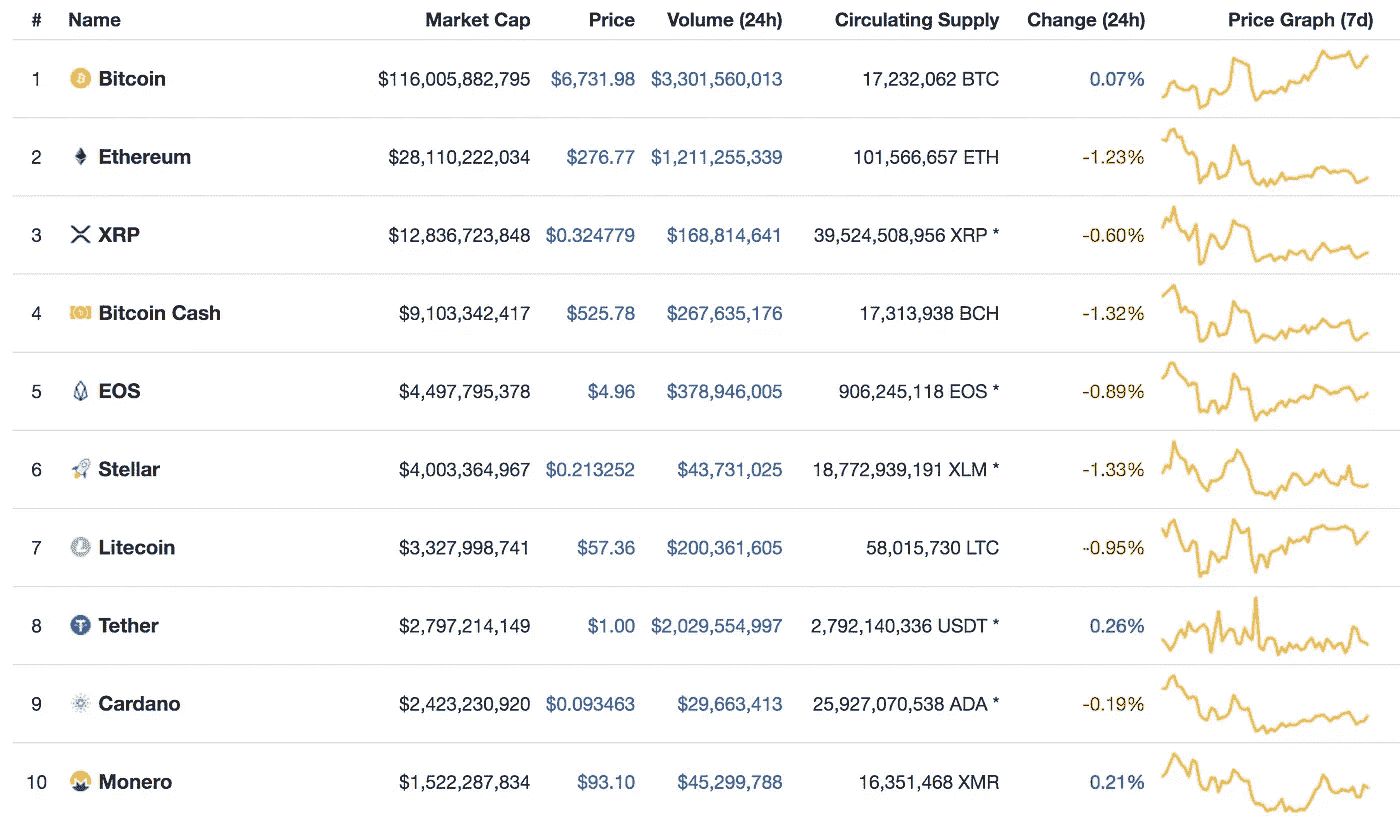 # Name Market Cap Price Volume (24h) Circulating Supply Change (24h) Price Graph (7d)
1 Bitcoin $116,005,882,795 $6,731.98 $3,301,560,013 17,232,062 BTC 0.07%
2 Ethereum $28,110,222,034 $276.77 $1,211,255,339 101,566,657 ETH -1.23%
3 XRP $12,836,723,848 $0.324779 $168,814,641 39,524,508,956 XRP * -0.60%
4 Bitcoin Cash $9,103,342,417 $525.78 $267,635,176 17,313,938 BCH -1.32%
5 EOS $4,497,795,378 $4.96 $378,946,005 906,245,118 EOS * -0.89%
6 Stellar $4,003,364,967 $0.213252 $43,731,025 18,772,939,191 XLM * -1.33%
7 Litecoin $3,327,998,741 $57.36 $200,361,605 58,015,730 LTC -0.95%
8 Tether $2,797,214,149 $1.00 $2,029,554,997 2,792,140,336 USDT * 0.26%
9 Cardano $2,423,230,920 $0.093463 $29,663,413 25,927,070,538 ADA * -0.19%
10 Monero $1,522,287,834 $93.10 $45,299,788 16,351,468 XMR 0.21%